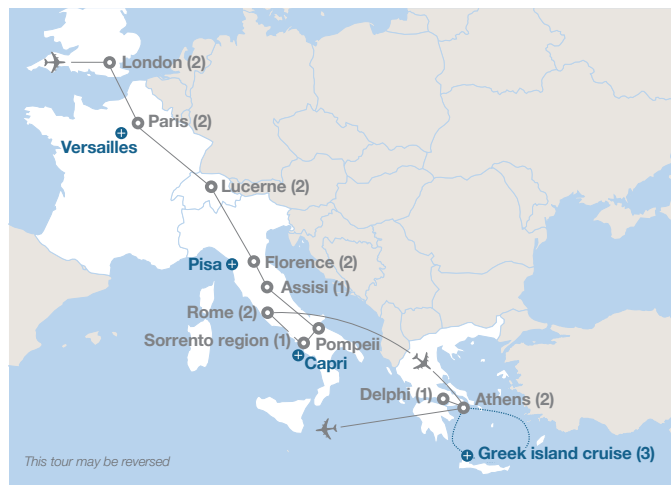 London (2)
Paris (2)
Versailles
Lucerne (2)
Pisa
Florence (2)
Assisi (1)
Rome (2)
Sorrento region (1)
Pompeii
Capri
Delphi (1)
Athens (2)
Greek island cruise (3)
This tour may be reversed